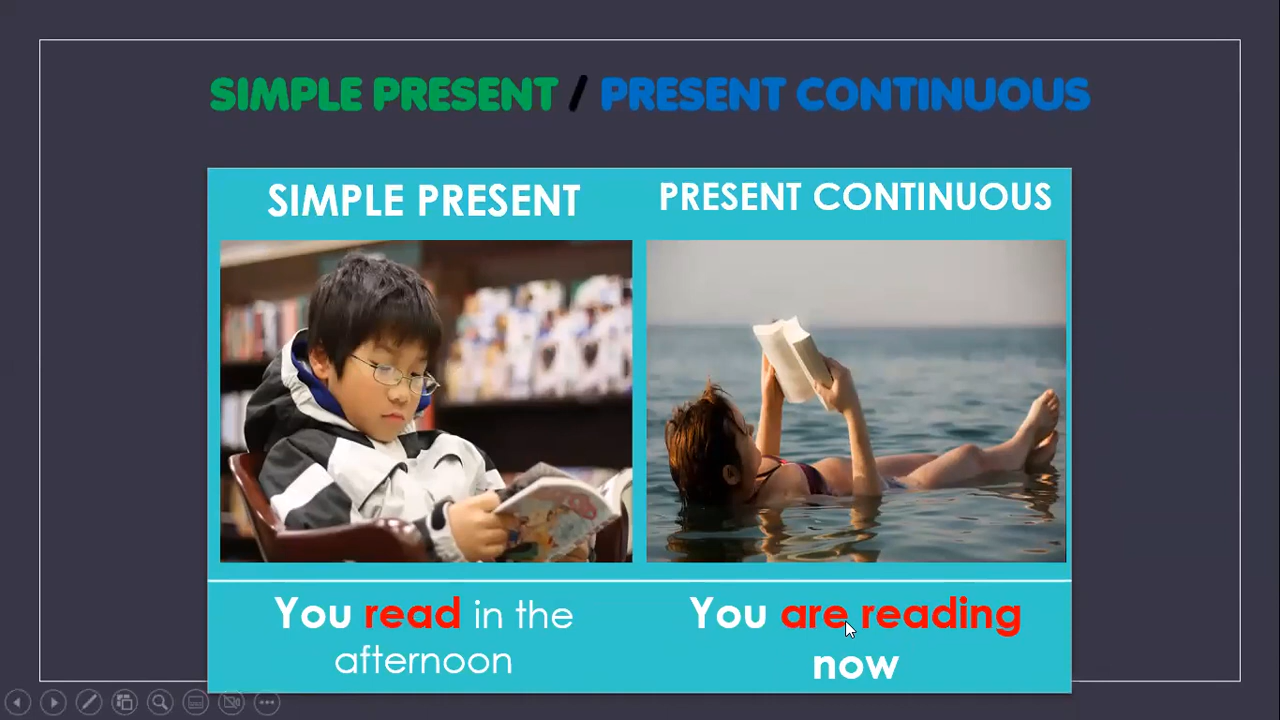 SIMPLE PRESENT / PRESENT CONTINUOUS
SIMPLE PRESENT
PRESENT CONTINUOUS
You read in the
afternoon
You are reading
now